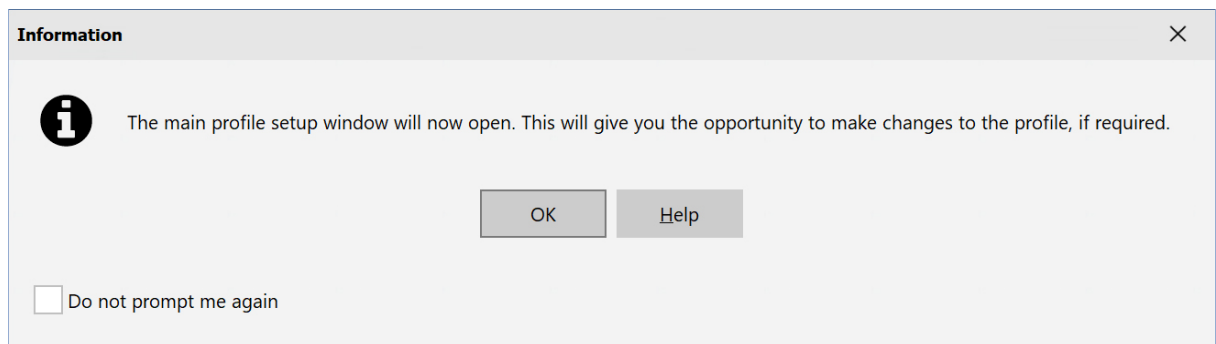 Information
The main profile setup window will now open. This will give you the opportunity to make changes to the profile, if required.
OK Help
Do not prompt me again